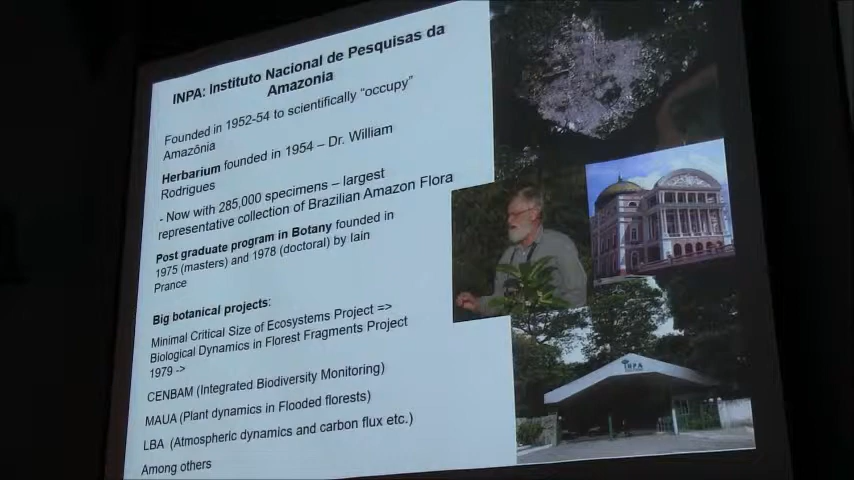 INPA: Instituto Nacional de Pesquisas da
Amazonia
Founded in 1952-54 to scientifically "occupy"
Amazônia
Herbarium founded in 1954 – Dr. William
Rodrigues
- Now with 285,000 specimens – largest
representative collection of Brazilian Amazon Flora
Post graduate program in Botany founded in
1975 (masters) and 1978 (doctoral) by Iain
Prance
Big botanical projects:
Minimal Critical Size of Ecosystems Project =>
Biological Dynamics in Florest Fragments Project
1979 ->
CENBAM (Integrated Biodiversity Monitoring)
MAUA (Plant dynamics in Flooded florests)
LBA (Atmospheric dynamics and carbon flux etc.)
Among others
INPA